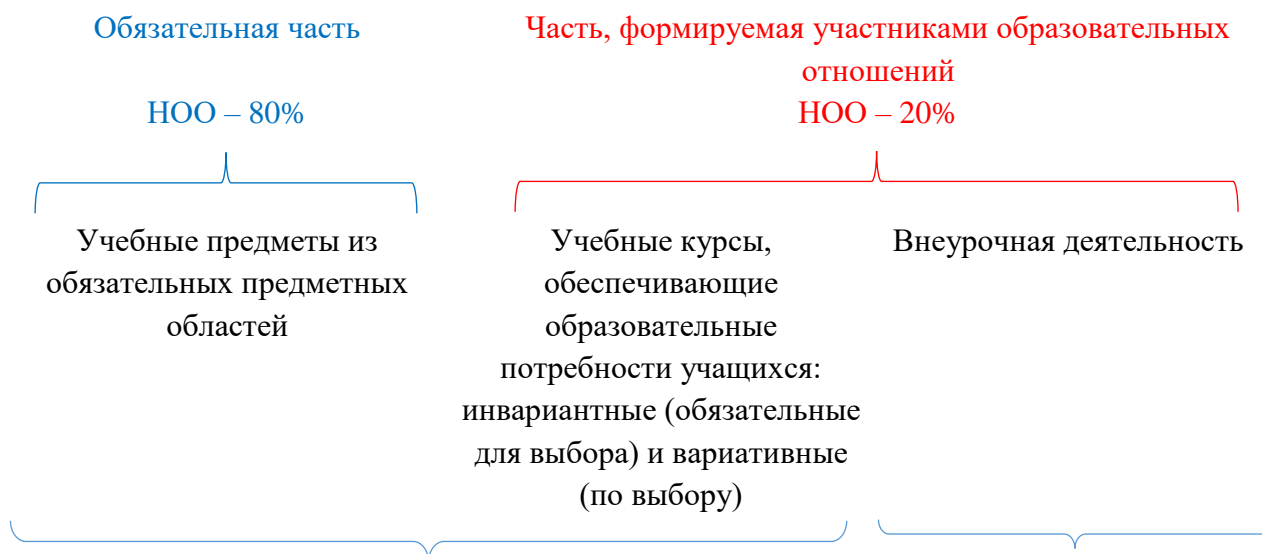 Обязательная часть
НОО – 80%
Часть, формируемая участниками образовательных
отношений
НОО – 20%
Учебные предметы из
обязательных предметных
областей
Учебные курсы,
обеспечивающие
образовательные
потребности учащихся:
инвариантные (обязательные
для выбора) и вариативные
(по выбору)
Внеурочная деятельность